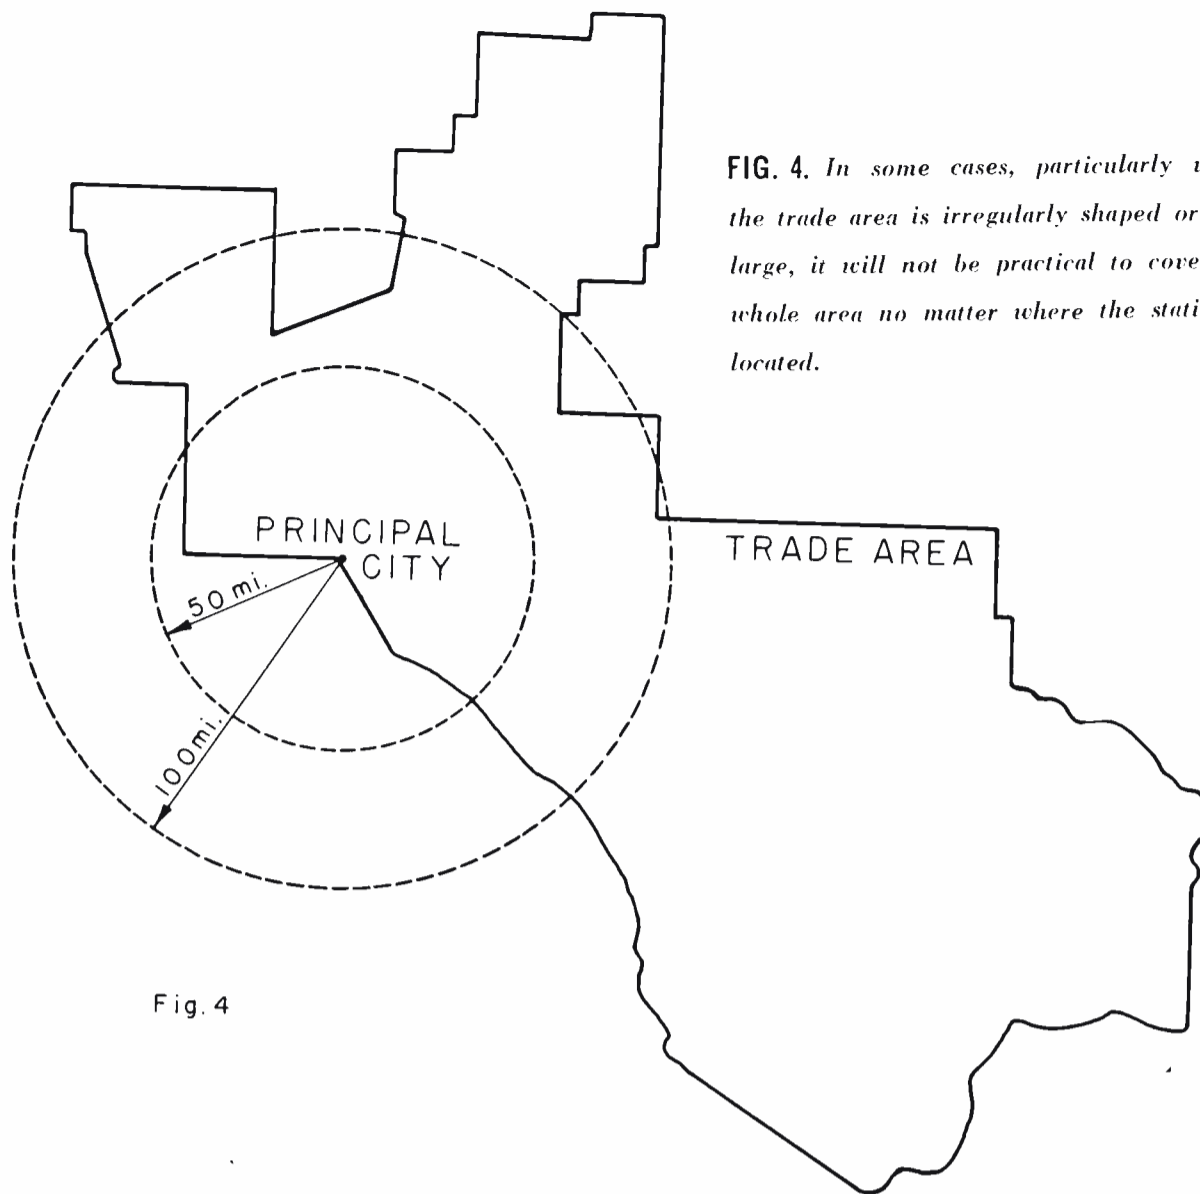 FIG. 4. In some cases, particularly
the trade area is irregularly shaped or
large, it will not be practical to cove
whole area no matter where the stati
located.
PRINCIPAL
CITY
50 mi.
100 mi.
TRADE AREA
Fig. 4